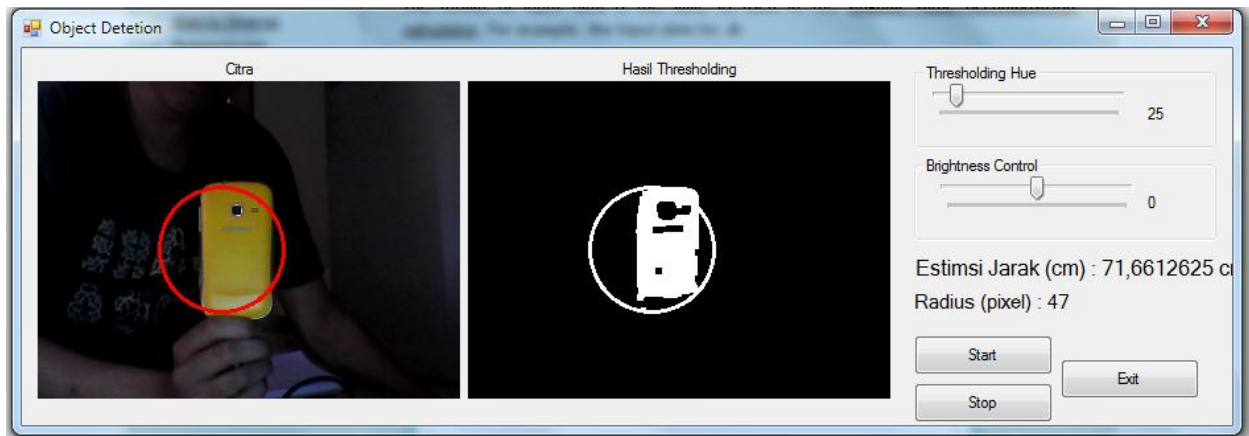 Object Detetion
Citra
Hasil Thresholding
Thresholding Hue
25
Brightness Control
0
Estimsi Jarak (cm) : 71,6612625 c
Radius (pixel) : 47
Start
Stop
Exit